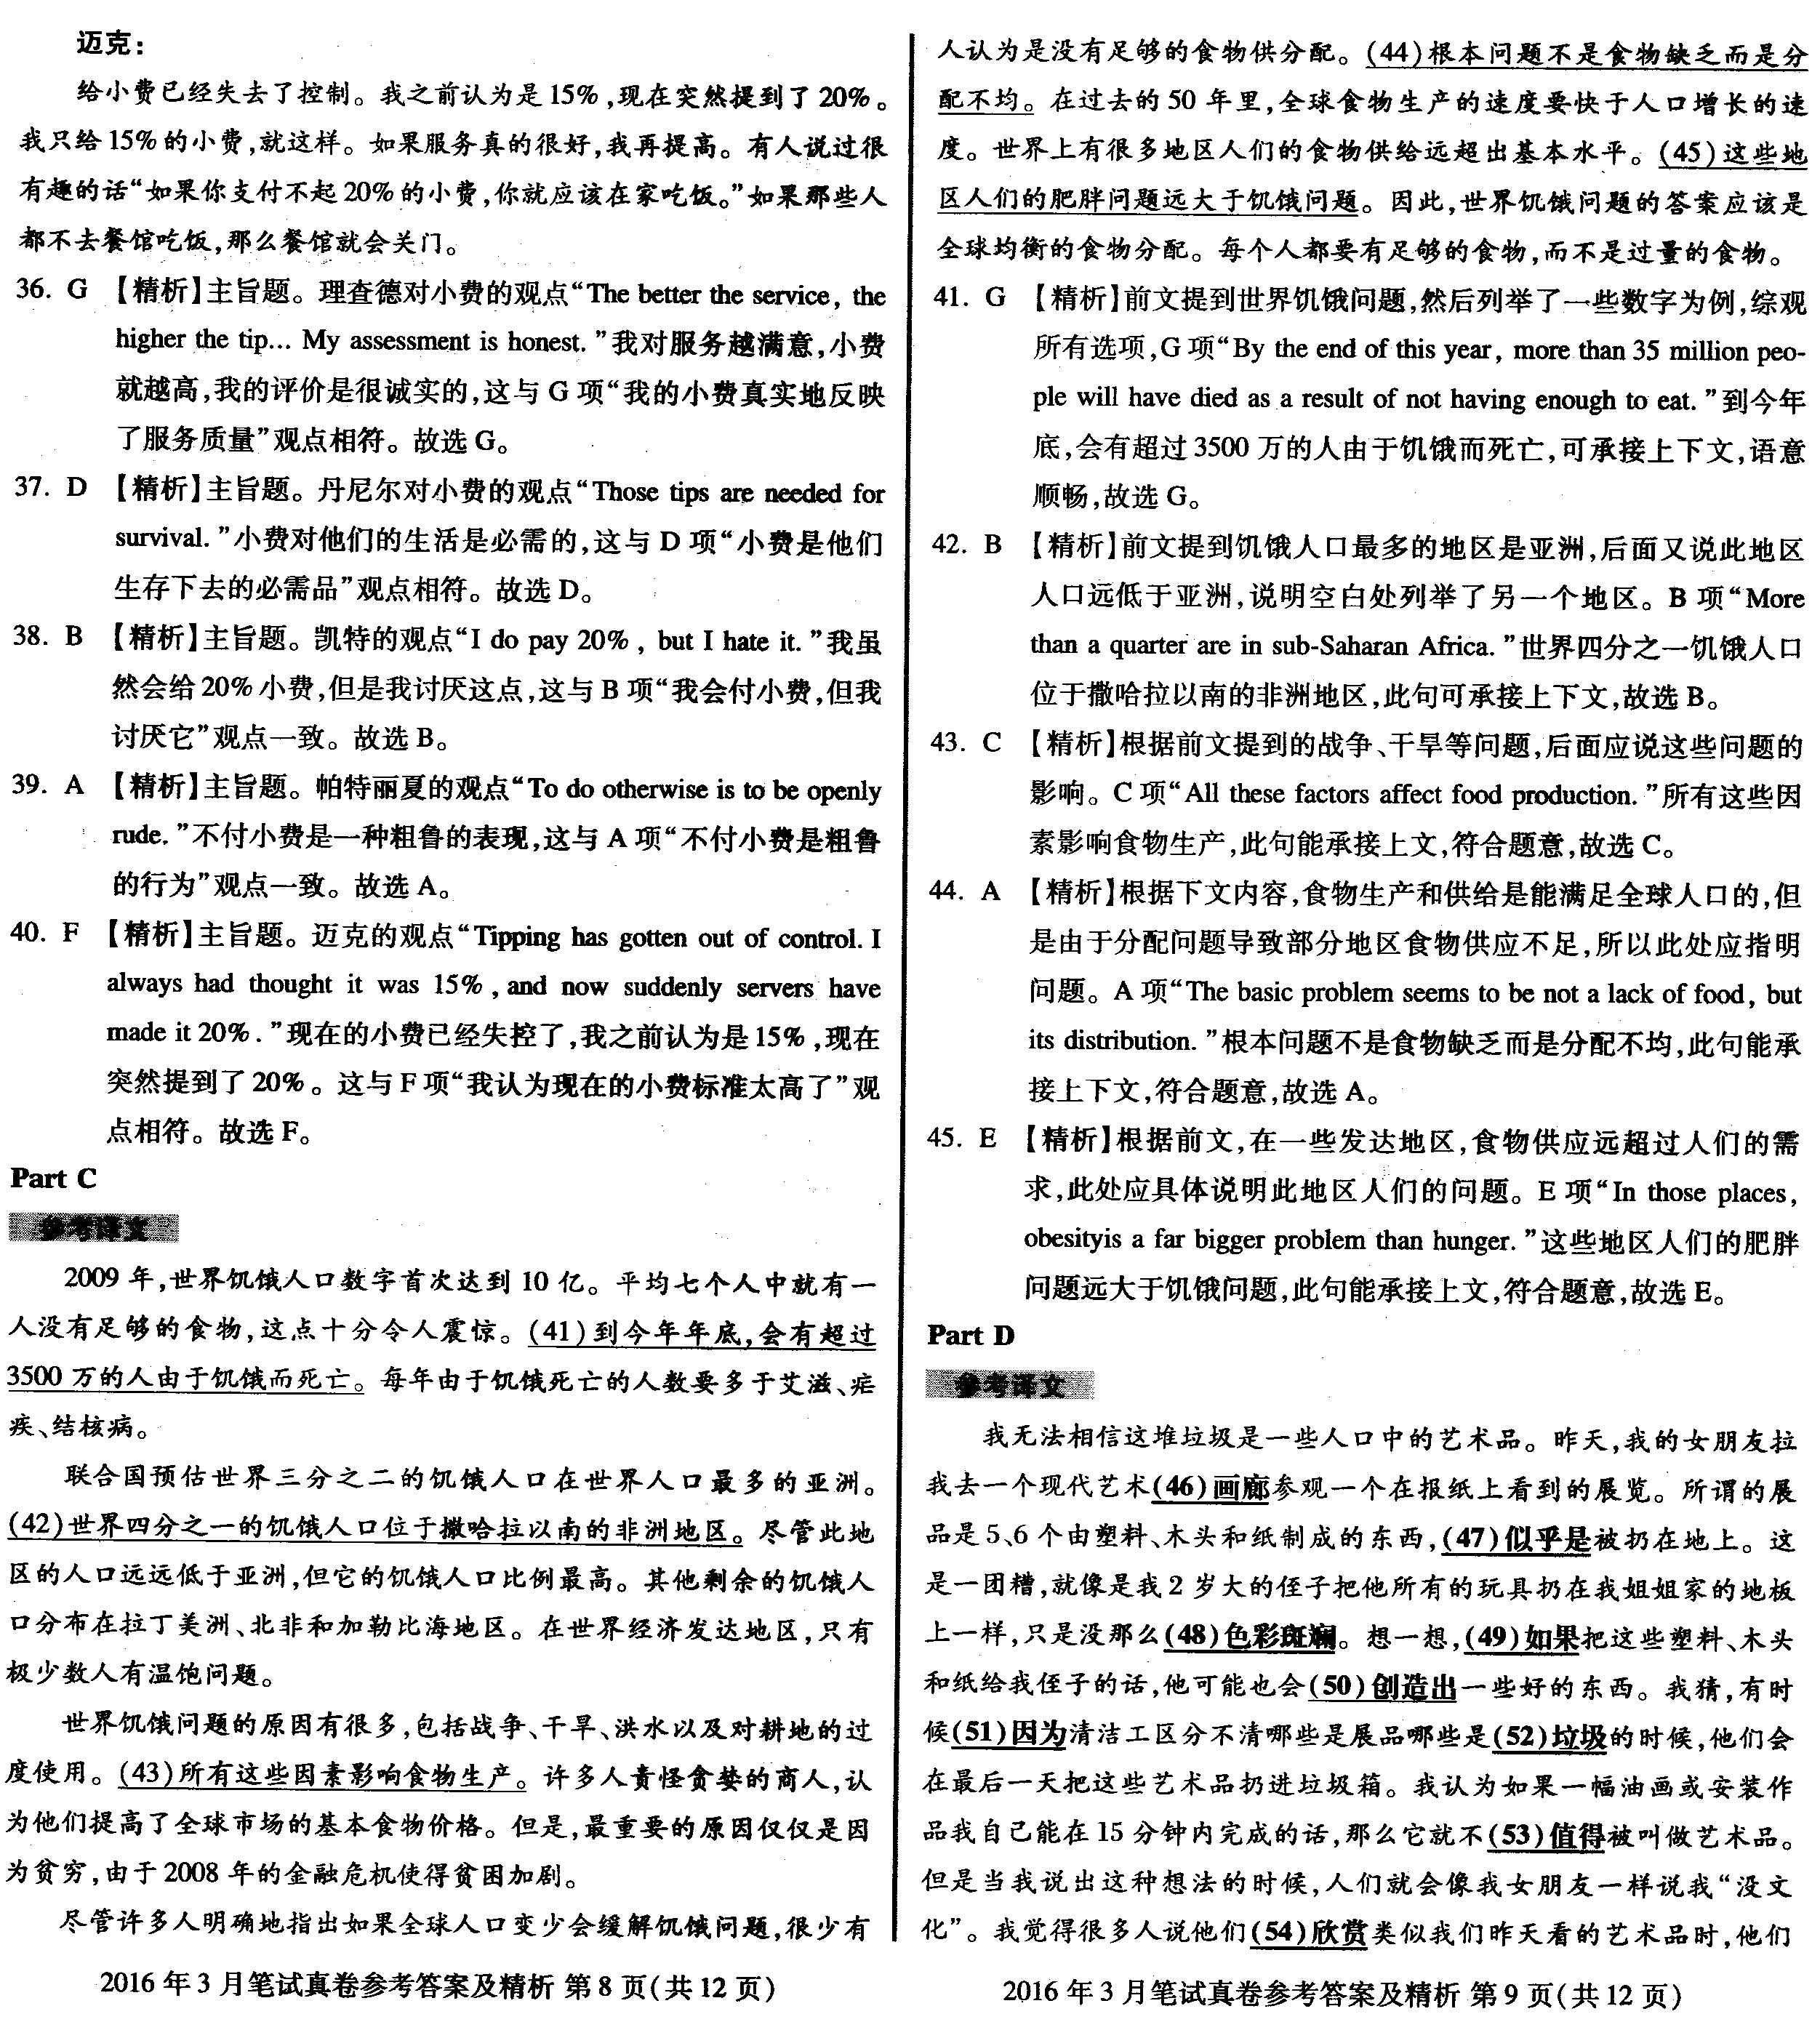 迈克:
给小费已经失去了控制。我之前认为是15%,现在突然提到了20%。
我只给15%的小费,就这样。如果服务真的很好,我再提高。有人说过很
有趣的话“如果你支付不起20%的小费,你就应该在家吃饭。”如果那些人
都不去餐馆吃饭,那么餐馆就会关门。
36. G 【精析】主旨题。理查德对小费的观点“The better the service, the
higher the tip... My assessment is honest.”我对服务越满意,小费
就越高,我的评价是很诚实的,这与 G 项“我的小费真实地反映
了服务质量”观点相符。故选 G。
37. D 【精析】主旨题。丹尼尔对小费的观点“Those tips are needed for
survival.”小费对他们的生活是必需的,这与 D 项“小费是他们
生存下去的必需品”观点相符。故选 D。
38. B 【精析】主旨题。凯特的观点“I do pay 20%, but I hate it.”我虽
然会给20%小费,但是我讨厌这点,这与 B 项“我会付小费,但我
讨厌它”观点一致。故选 B。
39. A 【精析】主旨题。帕特丽夏的观点“To do otherwise is to be openly
rude.”不付小费是一种粗鲁的表现,这与 A 项“不付小费是粗鲁
的行为”观点一致。故选 A。
40. F 【精析】主旨题。迈克的观点“Tipping has gotten out of control. I
always had thought it was 15%, and now suddenly servers have
made it 20%.”现在的小费已经失控了,我之前认为是15%,现在
突然提到了20%。这与 F 项“我认为现在的小费标准太高了”观
点相符。故选 F。
Part C
参考译文
2009 年,世界饥饿人口数字首次达到 10 亿。平均七个人中就有一
人没有足够的食物,这点十分令人震惊。(41)到今年年底,会有超过
3500 万的人由于饥饿而死亡。每年由于饥饿死亡的人数要多于艾滋、疟
疾、结核病。
联合国预估世界三分之二的饥饿人口在世界人口最多的亚洲。
(42)世界四分之一的饥饿人口位于撒哈拉以南的非洲地区。尽管此地
区的人口远远低于亚洲,但它的饥饿人口比例最高。其他剩余的饥饿人
口分布在拉丁美洲、北非和加勒比海地区。在世界经济发达地区,只有
极少数人有温饱问题。
世界饥饿问题的原因有很多,包括战争、干旱、洪水以及对耕地的过
度使用。(43)所有这些因素影响食物生产。许多人责怪贪婪的商人,认
为他们提高了全球市场的基本食物价格。但是,最重要的原因仅仅是因
为贫穷,由于 2008 年的金融危机使得贫困加剧。
尽管许多人明确地指出如果全球人口变少会缓解饥饿问题,很少有
2016 年 3 月笔试真卷参考答案及精析 第 8 页(共 12 页)
人认为是没有足够的食物供分配。(44)根本问题不是食物缺乏而是分
配不均。在过去的 50 年里,全球食物生产的速度要快于人口增长的速
度。世界上有很多地区人们的食物供给远超出基本水平。(45)这些地
区人们的肥胖问题远大于饥饿问题。因此,世界饥饿问题的答案应该是
全球均衡的食物分配。每个人都要有足够的食物,而不是过量的食物。
41. G 【精析】前文提到世界饥饿问题,然后列举了一些数字为例,综观
所有选项,G 项“By the end of this year, more than 35 million peo-
ple will have died as a result of not having enough to eat.”到今年
底,会有超过 3500 万的人由于饥饿而死亡,可承接上下文,语意
顺畅,故选 G。
42. B 【精析】前文提到饥饿人口最多的地区是亚洲,后面又说此地区
人口远低于亚洲,说明空白处列举了另一个地区。B 项“More
than a quarter are in sub-Saharan Africa.”世界四分之一饥饿人口
位于撒哈拉以南的非洲地区,此句可承接上下文,故选 B。
43. C 【精析】根据前文提到的战争、干旱等问题,后面应说这些问题的
影响。C 项“All these factors affect food production.”所有这些因
素影响食物生产,此句能承接上文,符合题意,故选 C。
44. A 【精析】根据下文内容,食物生产和供给是能满足全球人口的,但
是由于分配问题导致部分地区食物供应不足,所以此处应指明
问题。A 项“The basic problem seems to be not a lack of food, but
its distribution.”根本问题不是食物缺乏而是分配不均,此句能承
接上下文,符合题意,故选 A。
45. E 【精析】根据前文,在一些发达地区,食物供应远超过人们的需
求,此处应具体说明此地区人们的问题。E 项“In those places,
obesityis a far bigger problem than hunger.”这些地区人们的肥胖
问题远大于饥饿问题,此句能承接上文,符合题意,故选 E。
Part D
参考译文
我无法相信这堆垃圾是一些人口中的艺术品。昨天,我的女朋友拉
我去一个现代艺术(46)画廊参观一个在报纸上看到的展览。所谓的展
品是 5、6 个由塑料、木头和纸制成的东西,(47)似乎是被扔在地上。这
是一团糟,就像是我 2 岁大的侄子把他所有的玩具扔在我姐姐家的地板
上一样,只是没那么(48)色彩斑斓。想一想,(49)如果把这些塑料、木头
和纸给我侄子的话,他可能也会(50)创造出一些好的东西。我猜,有时
候(51)因为清洁工区分不清哪些是展品哪些是(52)垃圾的时候,他们会
在最后一天把这些艺术品扔进垃圾箱。我认为如果一幅油画或安装作
品我自己能在 15 分钟内完成的话,那么它就不(53)值得被叫做艺术品。
但是当我说出这种想法的时候,人们就会像我女朋友一样说我“没文
化”。我觉得很多人说他们(54)欣赏类似我们昨天看的艺术品时,他们
2016 年 3 月笔试真卷参考答案及精析 第 9 页(共 12 页)